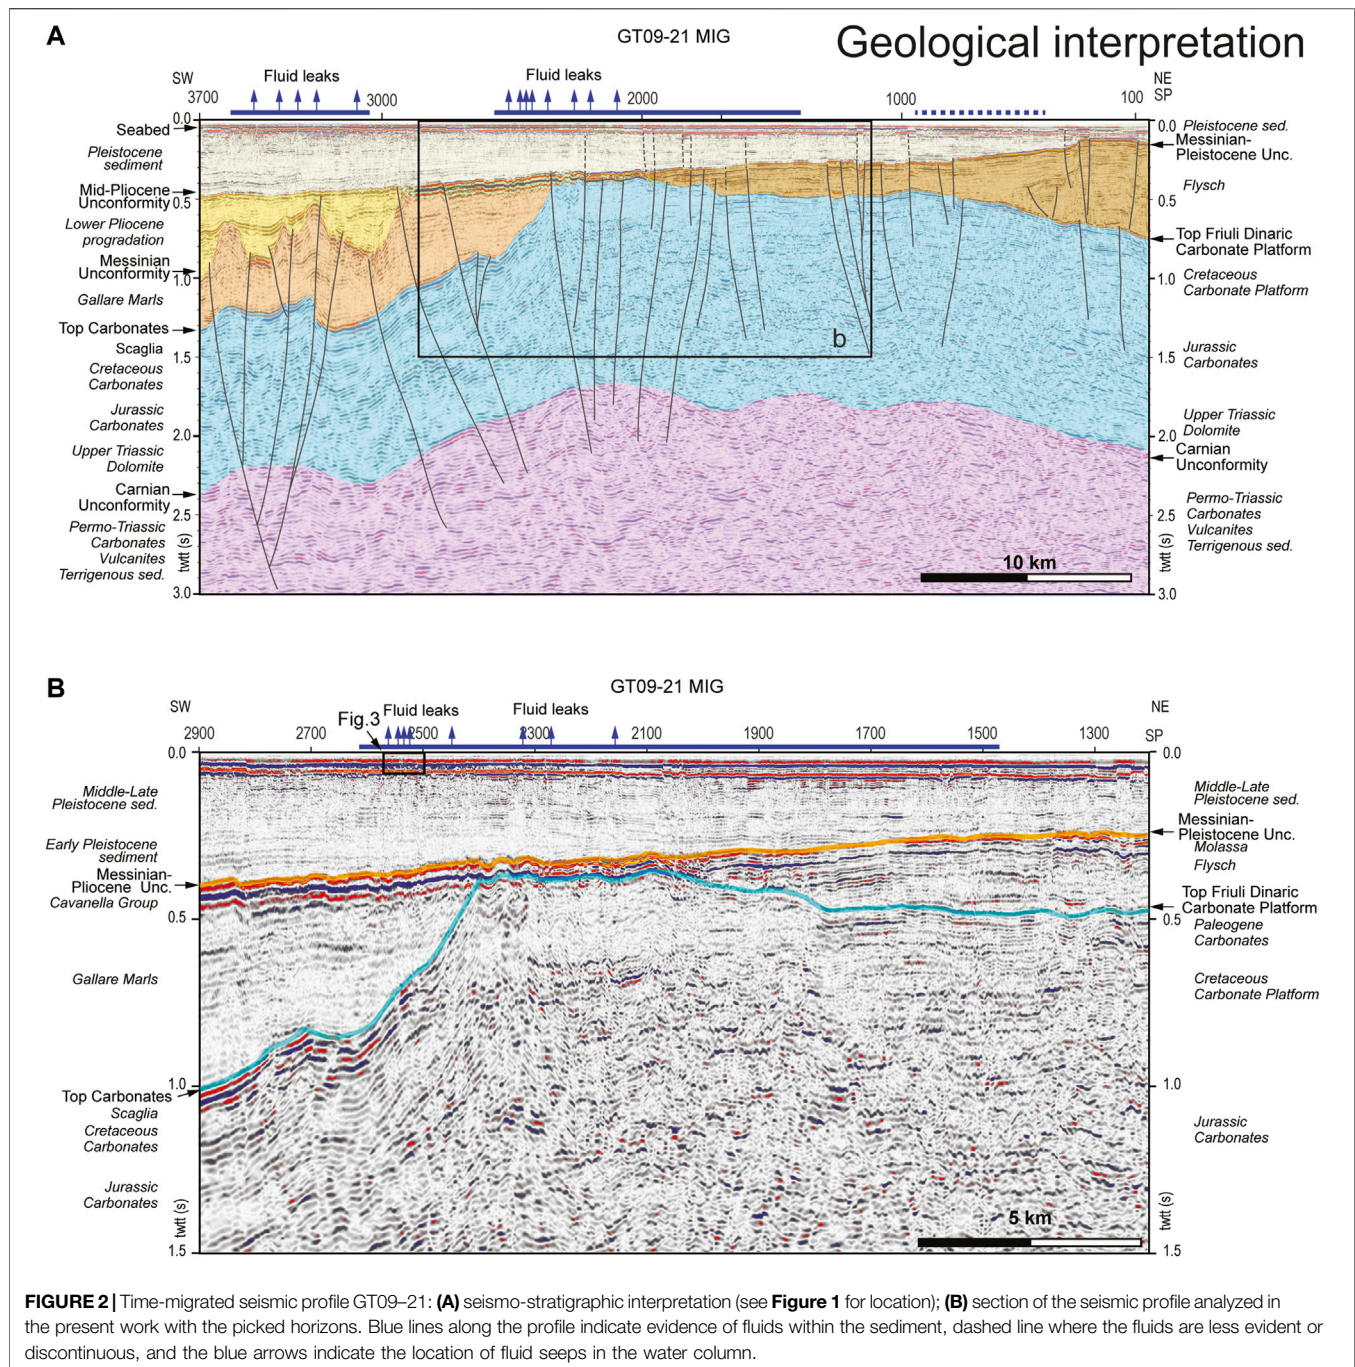 A
GT09-21 MIG
Geological interpretation
SW
Fluid leaks
Fluid leaks
NE
SP
3700
3000
2000
1000
100
0.0
0.5
1.0
1.5
2.0
2.5
3.0
twtt (s)
Seabed
Pleistocene
sediment
Mid-Pliocene
Unconformity
Lower Pliocene
progradation
Messinian
Unconformity
Gallare Marls
Top Carbonates
Scaglia
Cretaceous
Carbonates
Jurassic
Carbonates
Upper Triassic
Dolomite
Carnian
Unconformity
Permo-Triassic
Carbonates
Vulcanites
Terrigenous sed.
b
10 km
0.0
0.5
1.0
1.5
2.0
2.5
3.0
twtt (s)
Pleistocene sed.
Messinian-
Pleistocene Unc.
Flysch
Top Friuli Dinaric
Carbonate Platform
Cretaceous
Carbonate Platform
Jurassic
Carbonates
Upper Triassic
Dolomite
Carnian
Unconformity
Permo-Triassic
Carbonates
Vulcanites
Terrigenous sed.
B
GT09-21 MIG
SW
Fig.3
Fluid leaks
Fluid leaks
NE
SP
2900
2700
2500
2300
2100
1900
1700
1500
1300
0.0
0.5
1.0
1.5
twtt (s)
Middle-Late
Pleistocene sed.
Early Pleistocene
sediment
Messinian-
Pliocene Unc.
Cavanella Group
Gallare Marls
Top Carbonates
Scaglia
Cretaceous
Carbonates
Jurassic
Carbonates
5 km
0.0
0.5
1.0
1.5
twtt (s)
Middle-Late
Pleistocene sed.
Messinian-
Pleistocene Unc.
Molassa
Flysch
Top Friuli Dinaric
Carbonate Platform
Paleogene
Carbonates
Cretaceous
Carbonate Platform
Jurassic
Carbonates
FIGURE 2 | Time-migrated seismic profile GT09–21: (A) seismo-stratigraphic interpretation (see Figure 1 for location); (B) section of the seismic profile analyzed in
the present work with the picked horizons. Blue lines along the profile indicate evidence of fluids within the sediment, dashed line where the fluids are less evident or
discontinuous, and the blue arrows indicate the location of fluid seeps in the water column.